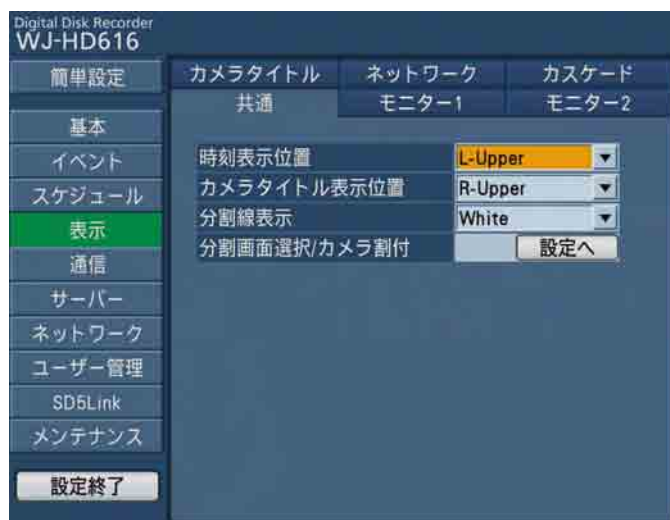 Digital Disk Recorder
WJ-HD616
簡単設定
基本
イベント
スケジュール
表示
通信
サーバー
ネットワーク
ユーザー管理
SD5Link
メンテナンス
設定終了
カメラタイトル ネットワーク カスケード
共通 モニター1 モニター2
時刻表示位置 L-Upper
カメラタイトル表示位置 R-Upper
分割線表示 White
分割画面選択/カメラ割付 設定へ